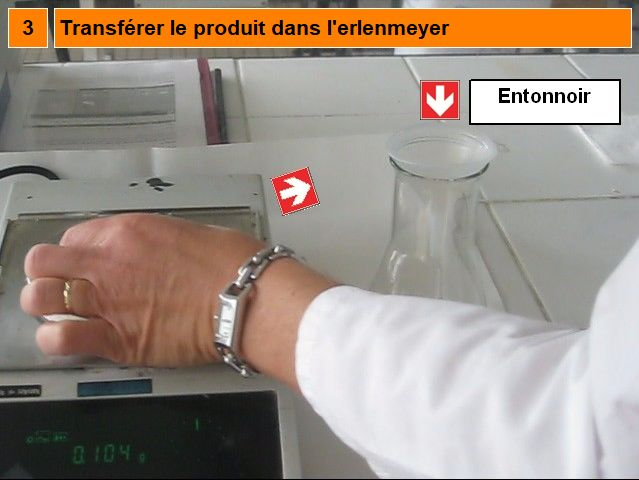 3 Transférer le produit dans l'erlenmeyer
Entonnoir
0.104 g